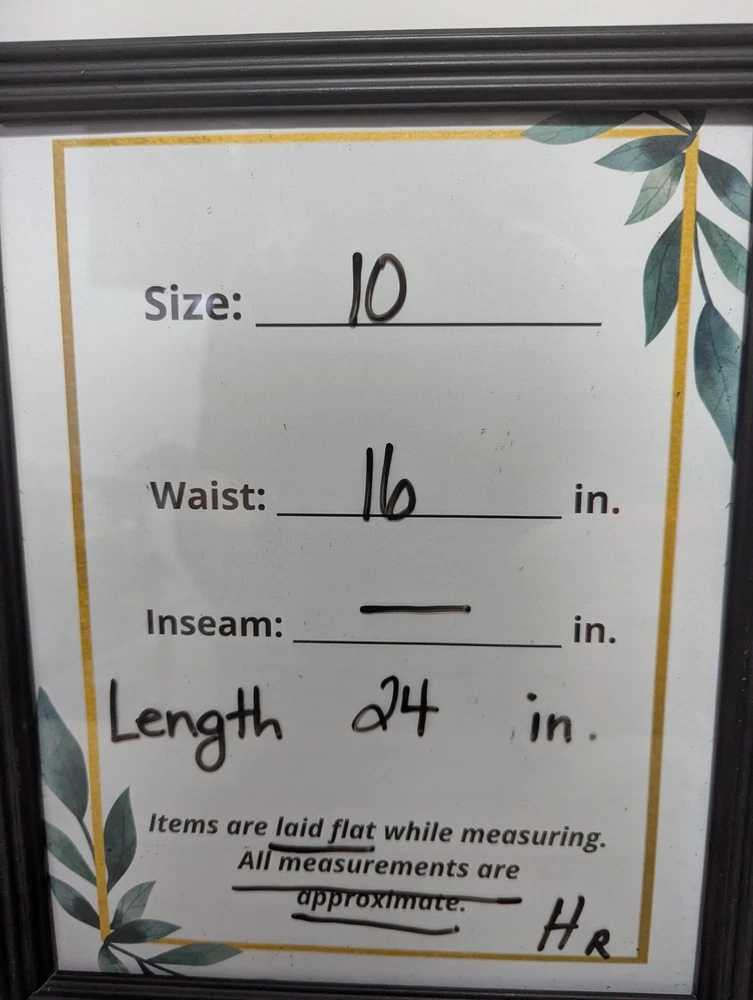 Size: 10
Waist: 16 in.
Inseam: — in.
Length 24 in.
Items are laid flat while measuring.
All measurements are
approximate.
HR